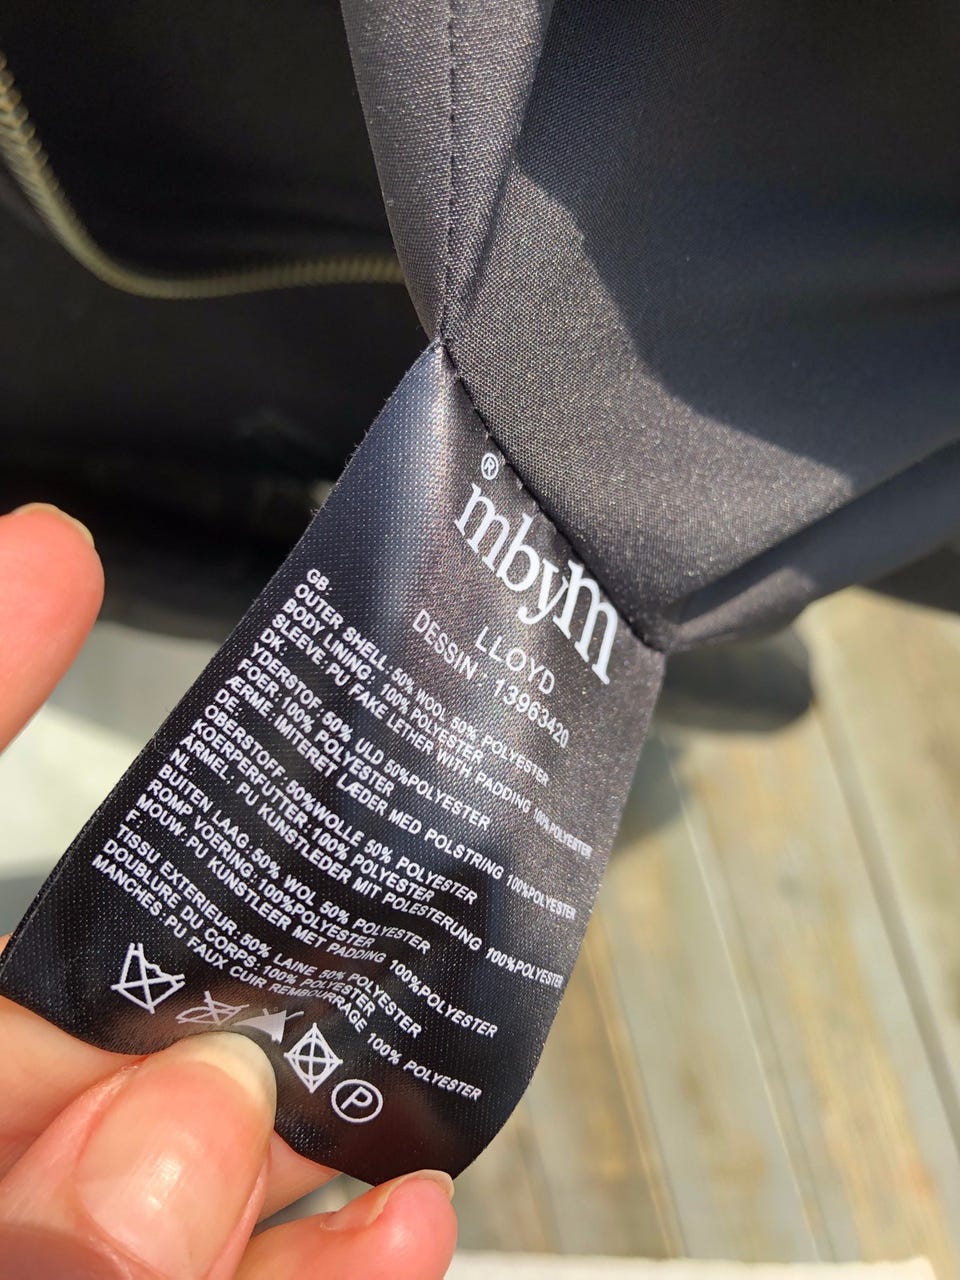 ®
mbyM
LLOYD
DESSIN 13963420
GB.
OUTER SHELL: 50% WOOL 50% POLYESTER
BODY LINING: 100% POLYESTER
SLEEVE: PU FAKE LETHER WITH PADDING 100% POLYESTER
DK.
YDERSTOF: 50% ULD 50%POLYESTER
FOER: 100% POLYESTER
ÆRME: IMITERET LÆDER MED POLSTRING 100%POLYESTER
DE.
OBERSTOFF: 50%WOLLE 50% POLYESTER
KOERPERFUTTER: 100% POLYESTER
ARMEL: PU KUNSTLEDER MIT POLESTERUNG 100%POLYESTER
NL.
BUITEN LAAG: 50% WOL 50% POLYESTER
ROMP VOERING:100%POLYESTER
MOUW: PU KUNSTLEER MET PADDING 100%POLYESTER
F
TISSU EXTERIEUR: 50% LAINE 50% POLYESTER
DOUBLURE DU CORPS: 100% POLYESTER
MANCHES: PU FAUX CUIR REMBOURRAGE 100% POLYESTER
P